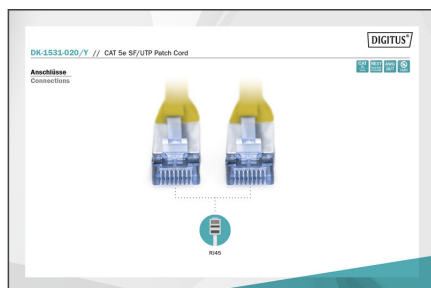 DIGITUS®
DK-1531-020/Y // CAT 5e SF/UTP Patch Cord
Anschlüsse
Connections
RJ45